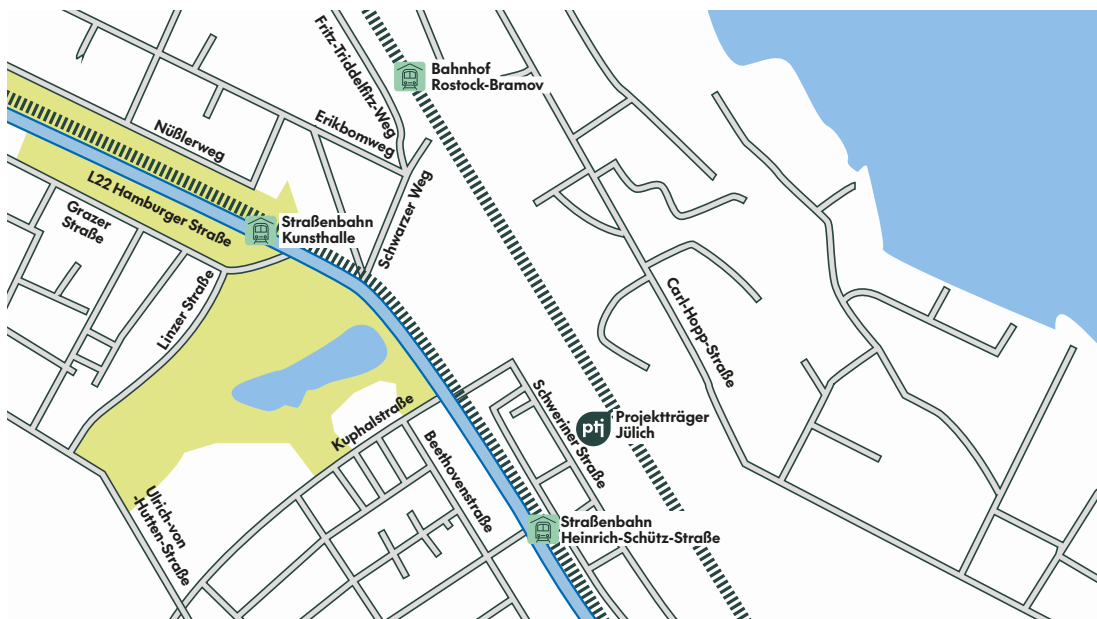 Fritz-Triddelfitz-Weg
Bahnhof
Rostock-Bramov
Erikbomweg
Nüßlerweg
L22 Hamburger Straße
Schwarzer Weg
Grazer
Straße
Straßenbahn
Kunsthalle
Linzer Straße
Carl-Hopp-Straße
Schweriner Straße
Kuphalstraße
ptj
Projektträger
Jülich
Beethovenstraße
Ulrich-von
-Hutten-Straße
Straßenbahn
Heinrich-Schütz-Straße